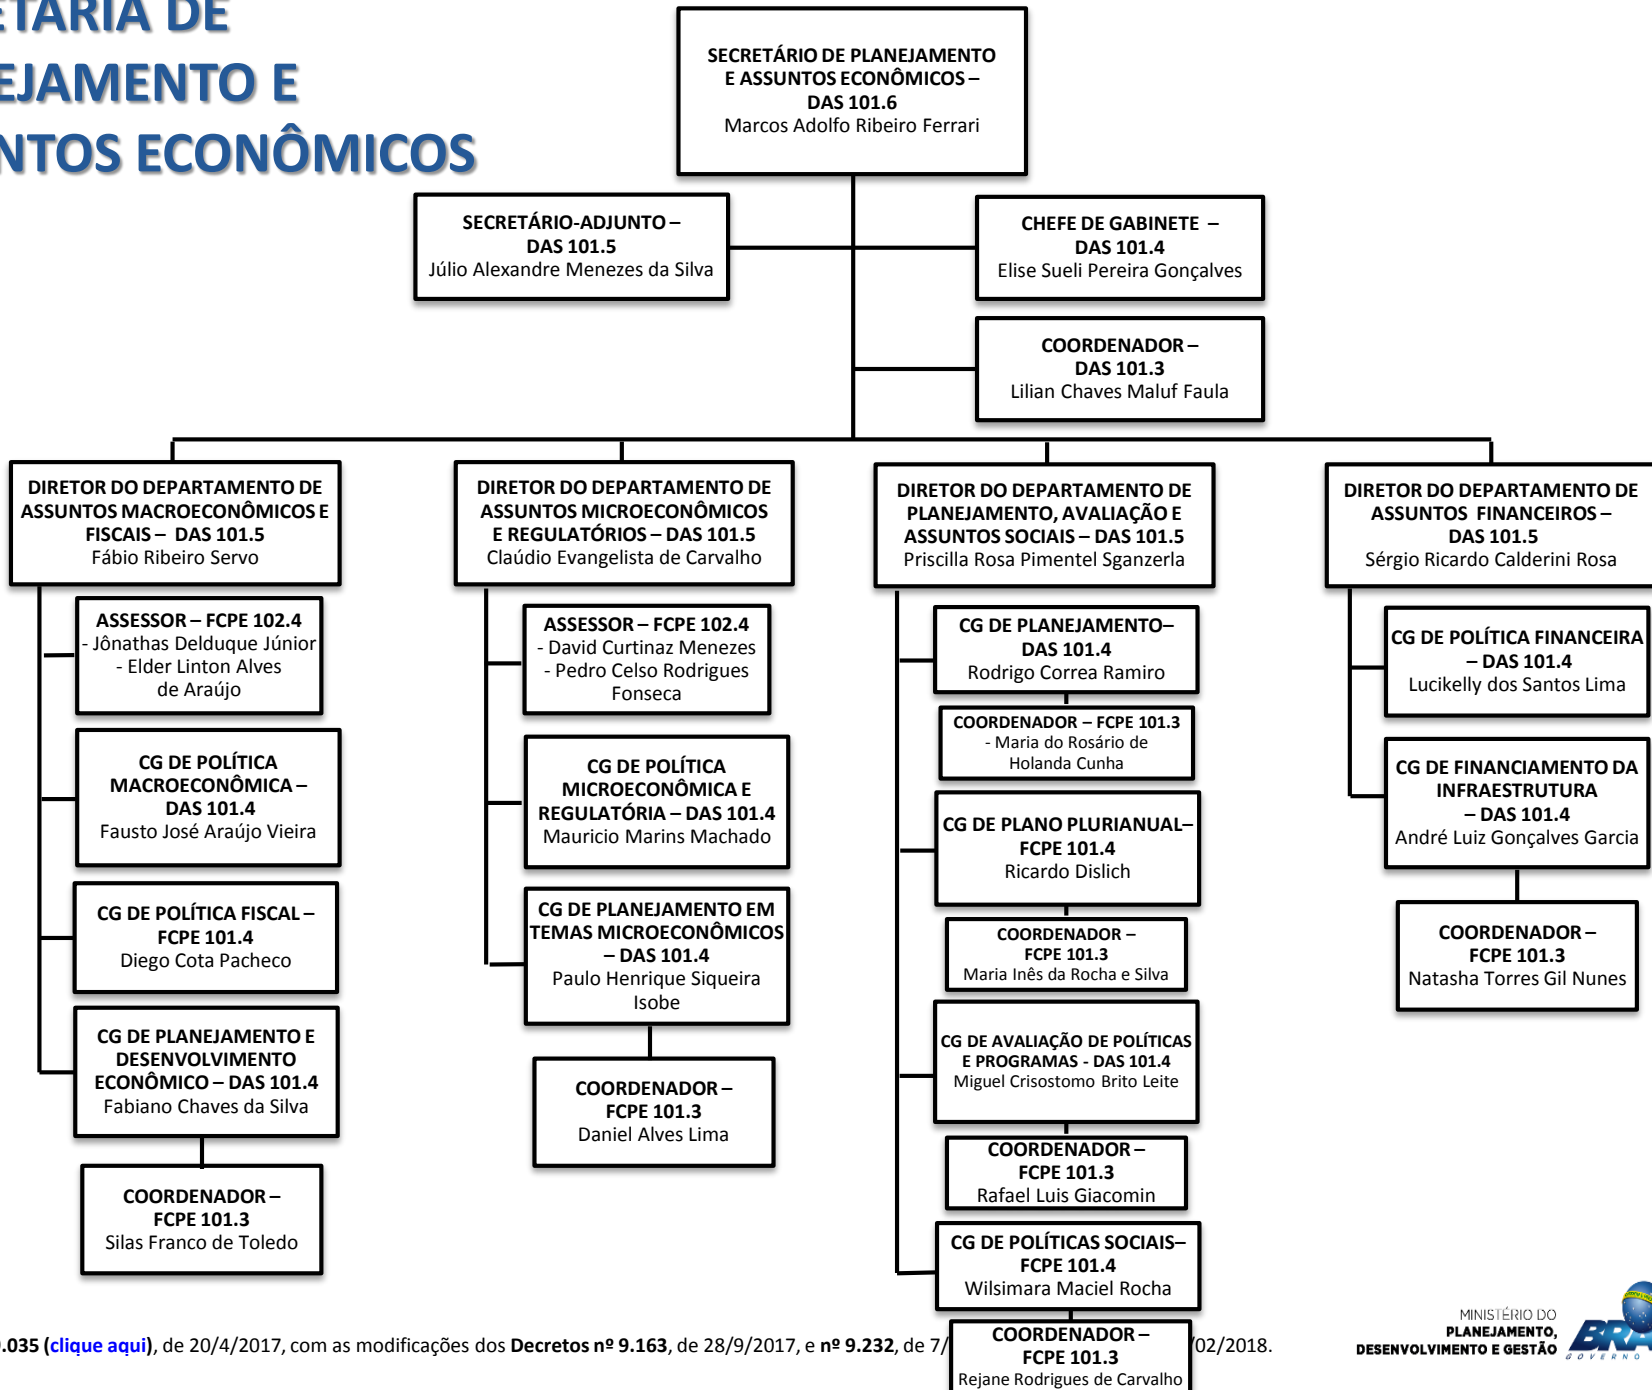 PLANEJAMENTO E
ECONÔMICOS
SECRETÁRIO DE PLANEJAMENTO
E ASSUNTOS ECONÔMICOS –
DAS 101.6
Marcos Adolfo Ribeiro Ferrari
SECRETÁRIO-ADJUNTO –
DAS 101.5
Júlio Alexandre Menezes da Silva
CHEFE DE GABINETE –
DAS 101.4
Elise Sueli Pereira Gonçalves
COORDENADOR –
DAS 101.3
Lilian Chaves Maluf Faula
DIRETOR DO DEPARTAMENTO DE
ASSUNTOS MACROECONÔMICOS E
FISCAIS – DAS 101.5
Fábio Ribeiro Servo
ASSESSOR – FCPE 102.4
- Jônathas Delduque Júnior
- Elder Linton Alves
de Araújo
CG DE POLÍTICA
MACROECONÔMICA –
DAS 101.4
Fausto José Araújo Vieira
CG DE POLÍTICA FISCAL –
FCPE 101.4
Diego Cota Pacheco
CG DE PLANEJAMENTO E
DESENVOLVIMENTO
ECONÔMICO – DAS 101.4
Fabiano Chaves da Silva
COORDENADOR –
FCPE 101.3
Silas Franco de Toledo
DIRETOR DO DEPARTAMENTO DE
ASSUNTOS MICROECONÔMICOS
E REGULATÓRIOS – DAS 101.5
Claúdio Evangelista de Carvalho
ASSESSOR – FCPE 102.4
- David Curtinaz Menezes
- Pedro Celso Rodrigues
Fonseca
CG DE POLÍTICA
MICROECONÔMICA E
REGULATÓRIA – DAS 101.4
Mauricio Marins Machado
CG DE PLANEJAMENTO EM
TEMAS MICROECONÔMICOS
– DAS 101.4
Paulo Henrique Siqueira
Isobe
COORDENADOR –
FCPE 101.3
Daniel Alves Lima
DIRETOR DO DEPARTAMENTO DE
PLANEJAMENTO, AVALIAÇÃO E
ASSUNTOS SOCIAIS – DAS 101.5
Priscilla Rosa Pimentel Sganzerla
CG DE PLANEJAMENTO–
DAS 101.4
Rodrigo Correa Ramiro
COORDENADOR – FCPE 101.3
- Maria do Rosário de
Holanda Cunha
CG DE PLANO PLURIANUAL–
FCPE 101.4
Ricardo Dislich
COORDENADOR –
FCPE 101.3
Maria Inês da Rocha e Silva
CG DE AVALIAÇÃO DE POLÍTICAS
E PROGRAMAS - DAS 101.4
Miguel Crisostomo Brito Leite
COORDENADOR –
FCPE 101.3
Rafael Luis Giacomin
CG DE POLÍTICAS SOCIAIS–
FCPE 101.4
Wilsimara Maciel Rocha
COORDENADOR –
FCPE 101.3
Rejane Rodrigues de Carvalho
DIRETOR DO DEPARTAMENTO DE
ASSUNTOS FINANCEIROS –
DAS 101.5
Sérgio Ricardo Calderini Rosa
CG DE POLÍTICA FINANCEIRA
– DAS 101.4
Lucikelly dos Santos Lima
CG DE FINANCIAMENTO DA
INFRAESTRUTURA
– DAS 101.4
André Luiz Gonçalves Garcia
COORDENADOR –
FCPE 101.3
Natasha Torres Gil Nunes
.035 (clique aqui), de 20/4/2017, com as modificações dos Decretos nº 9.163, de 28/9/2017, e nº 9.232, de 7/ /02/2018.
MINISTÉRIO DO
PLANEJAMENTO,
DESENVOLVIMENTO E GESTÃO